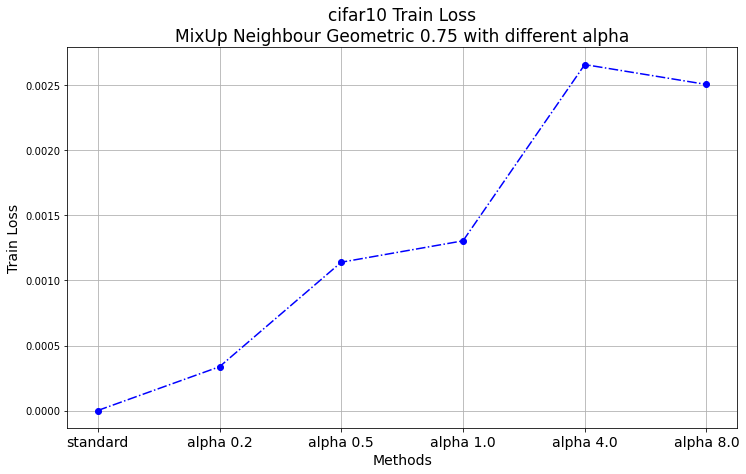 cifar10 Train Loss
MixUp Neighbour Geometric 0.75 with different alpha
0.0025
0.0020
0.0015
0.0010
0.0005
0.0000
Train Loss
standard alpha 0.2 alpha 0.5 alpha 1.0 alpha 4.0 alpha 8.0
Methods